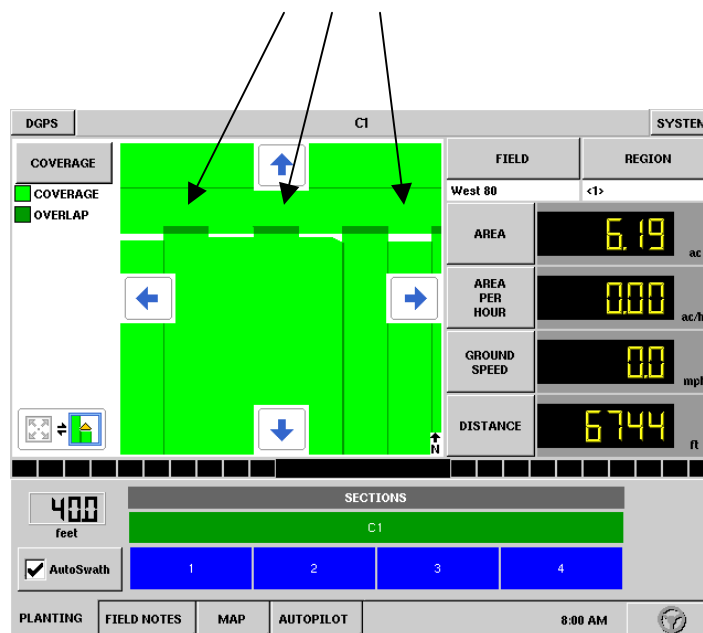 DGPS
C1
SYSTEM
COVERAGE
COVERAGE
OVERLAP
N
FIELD
REGION
West 80
<1>
AREA
6.19
ac
AREA
PER
HOUR
0.00
ac/h
GROUND
SPEED
0.0
mph
DISTANCE
6744
ft
40.0
feet
AutoSwath
SECTIONS
C1
1
2
3
4
PLANTING
FIELD NOTES
MAP
AUTOPILOT
8:00 AM